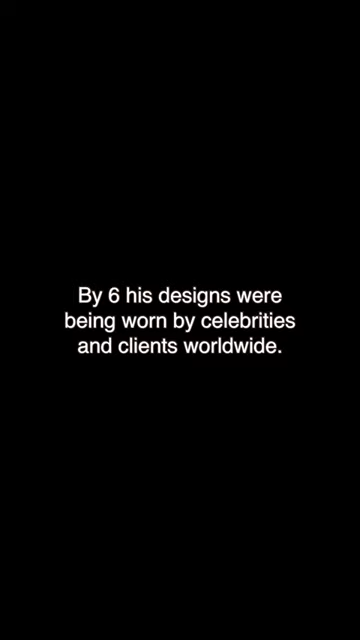 By 6 his designs were
being worn by celebrities
and clients worldwide.